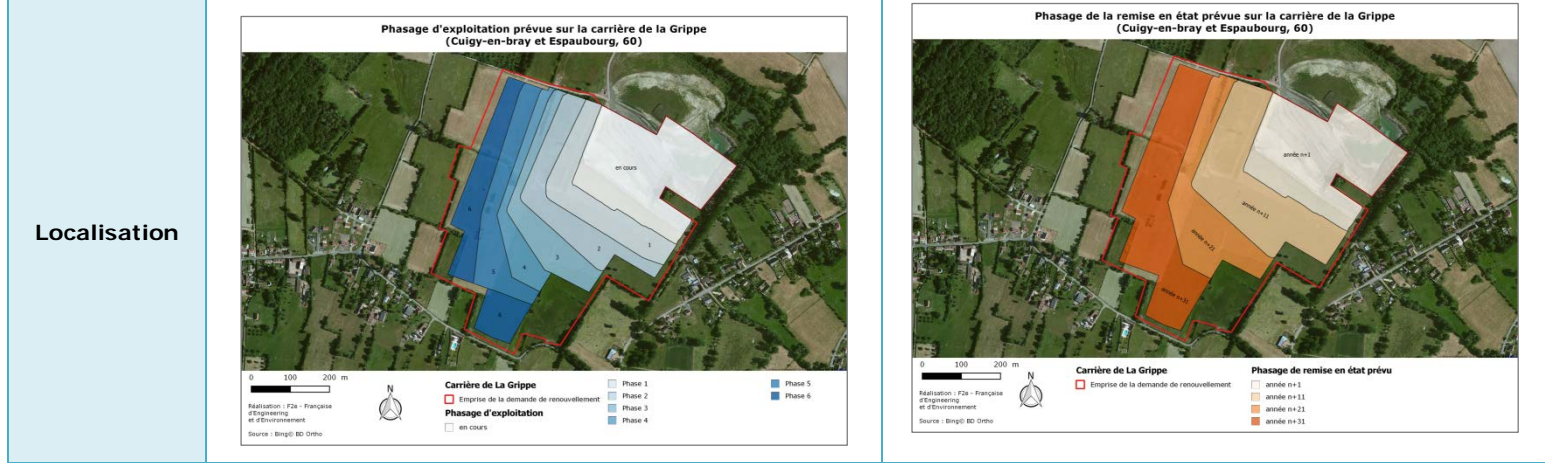 Localisation
Phasage d'exploitation prévue sur la carrière de la Grippe
(Cuigy-en-bray et Espaubourg, 60)
en cours
1
2
3
4
5
6
6
0 100 200 m
N
Réalisation : F2e - Française
d'Engineering
et d'Environnement
Source : Bing© BD Ortho
Carrière de La Grippe
Emprise de la demande de renouvellement
Phasage d'exploitation
en cours
Phase 1
Phase 2
Phase 3
Phase 4
Phase 5
Phase 6
Phasage de la remise en état prévue sur la carrière de la Grippe
(Cuigy-en-bray et Espaubourg, 60)
année n+1
année n+11
année n+21
année n+31
0 100 200 m
N
Réalisation : F2e - Française
d'Engineering
et d'Environnement
Source : Bing© BD Ortho
Carrière de La Grippe
Emprise de la demande de renouvellement
Phasage de remise en état prévu
année n+1
année n+11
année n+21
année n+31